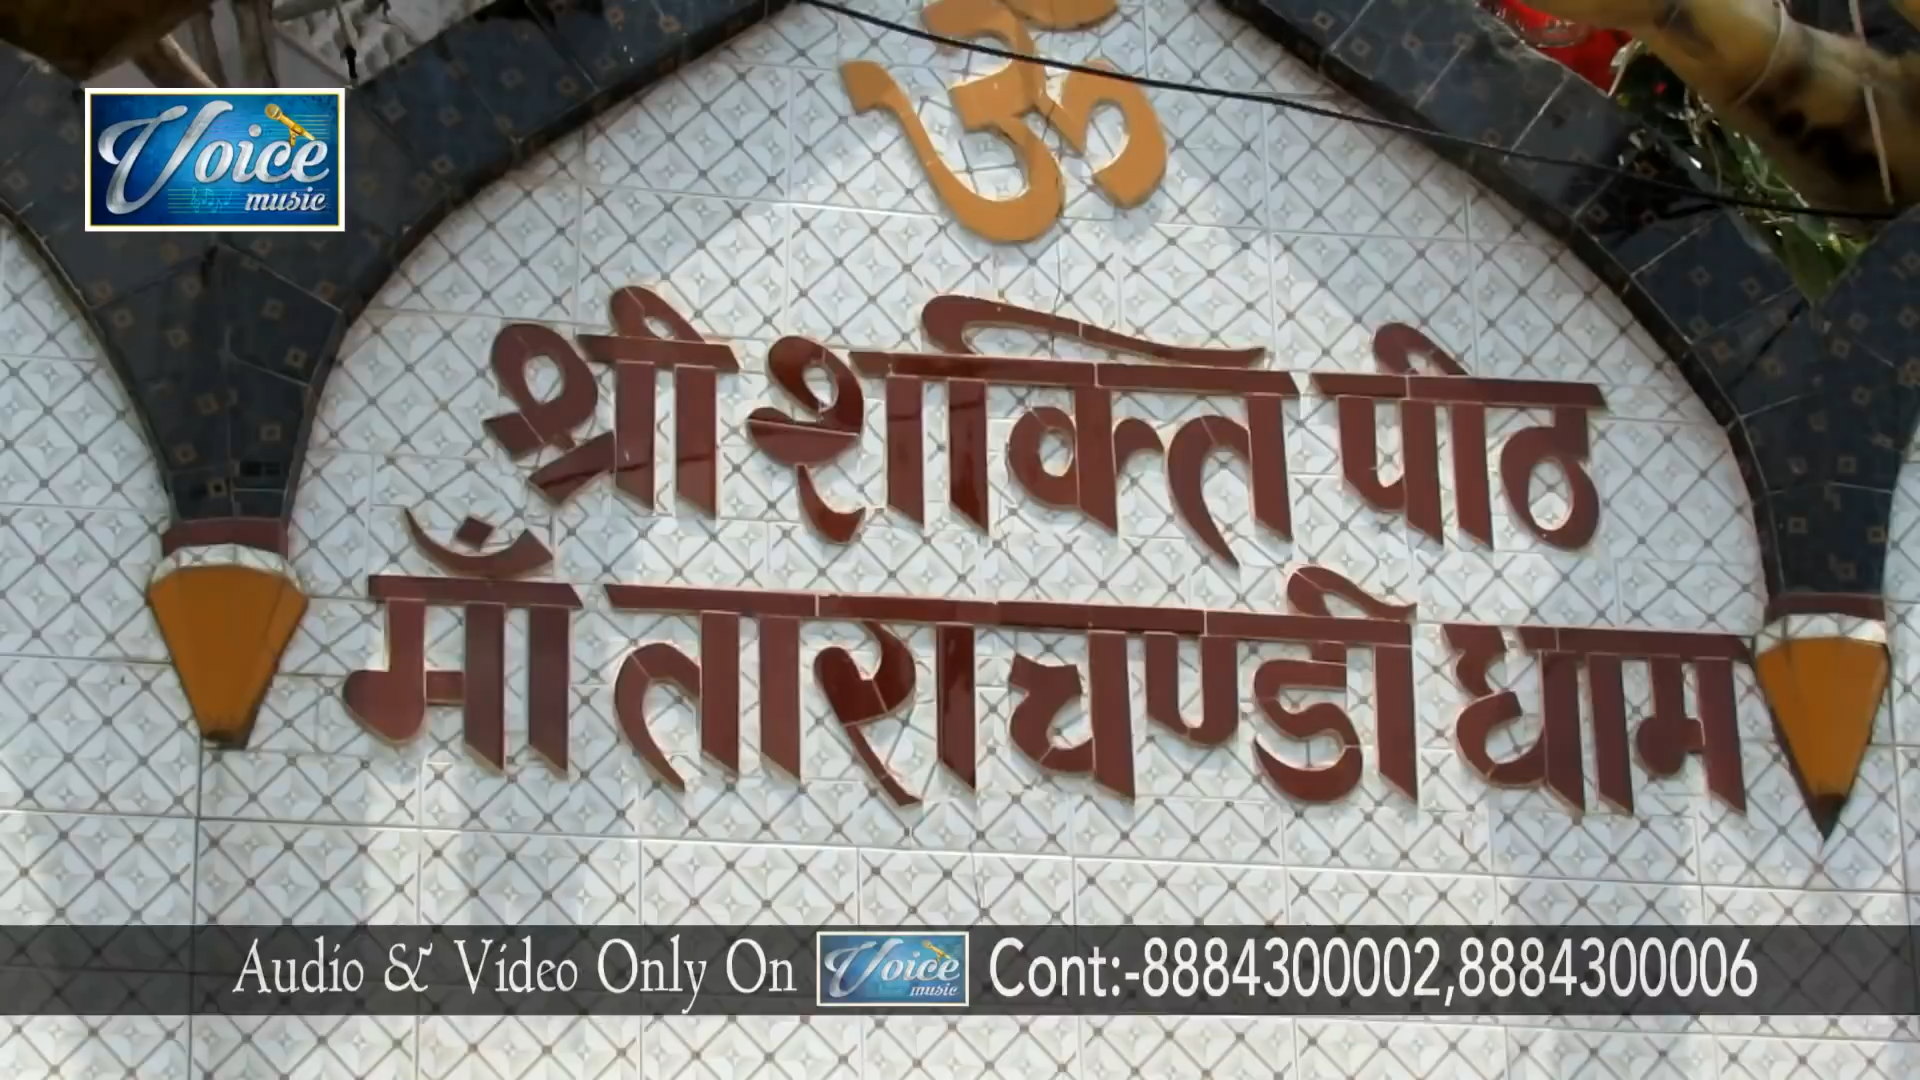 Voice
music
ॐ
श्री शक्ति पीठ
माँ तारा चण्डी धाम
Audio & Video Only On Voice music Cont:-8884300002,8884300006